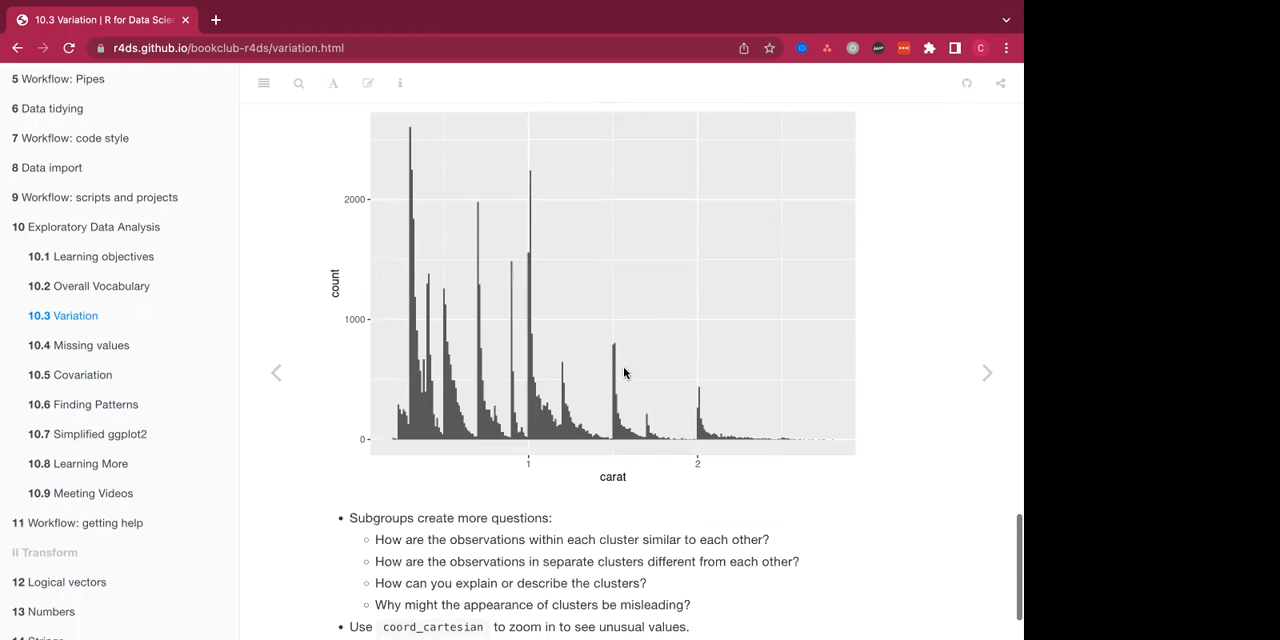 10.3 Variation | R for Data Scie
r4ds.github.io/bookclub-r4ds/variation.html
C
5 Workflow: Pipes
6 Data tidying
7 Workflow: code style
8 Data import
9 Workflow: scripts and projects
10 Exploratory Data Analysis
10.1 Learning objectives
10.2 Overall Vocabulary
10.3 Variation
10.4 Missing values
10.5 Covariation
10.6 Finding Patterns
10.7 Simplified ggplot2
10.8 Learning More
10.9 Meeting Videos
11 Workflow: getting help
II Transform
12 Logical vectors
13 Numbers
A
i
count
2000
1000
0
1
2
carat
• Subgroups create more questions:
◦ How are the observations within each cluster similar to each other?
◦ How are the observations in separate clusters different from each other?
◦ How can you explain or describe the clusters?
◦ Why might the appearance of clusters be misleading?
• Use coord_cartesian to zoom in to see unusual values.